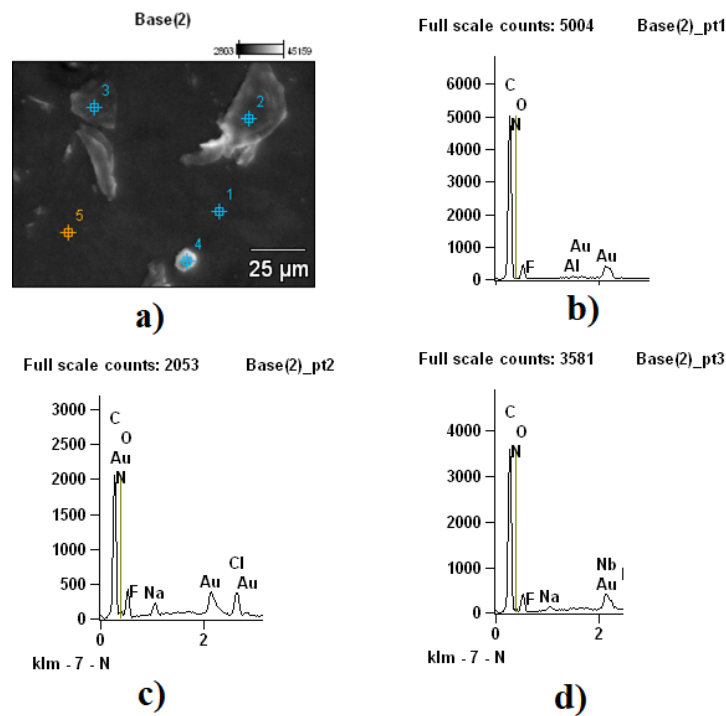 Base(2)
2803 45159
3
2
1
5
4
25 µm
a)
Full scale counts: 5004 Base(2)_pt1
6000
5000
4000
3000
2000
1000
0
C
O
N
F
Al
Au
Au
b)
Full scale counts: 2053 Base(2)_pt2
3000
2500
2000
1500
1000
500
0
C
O
Au
N
F
Na
Au
Cl
Au
0 2
klm - 7 - N
c)
Full scale counts: 3581 Base(2)_pt3
4000
3000
2000
1000
0
C
O
N
F
Na
Nb
Au
0 2
klm - 7 - N
d)